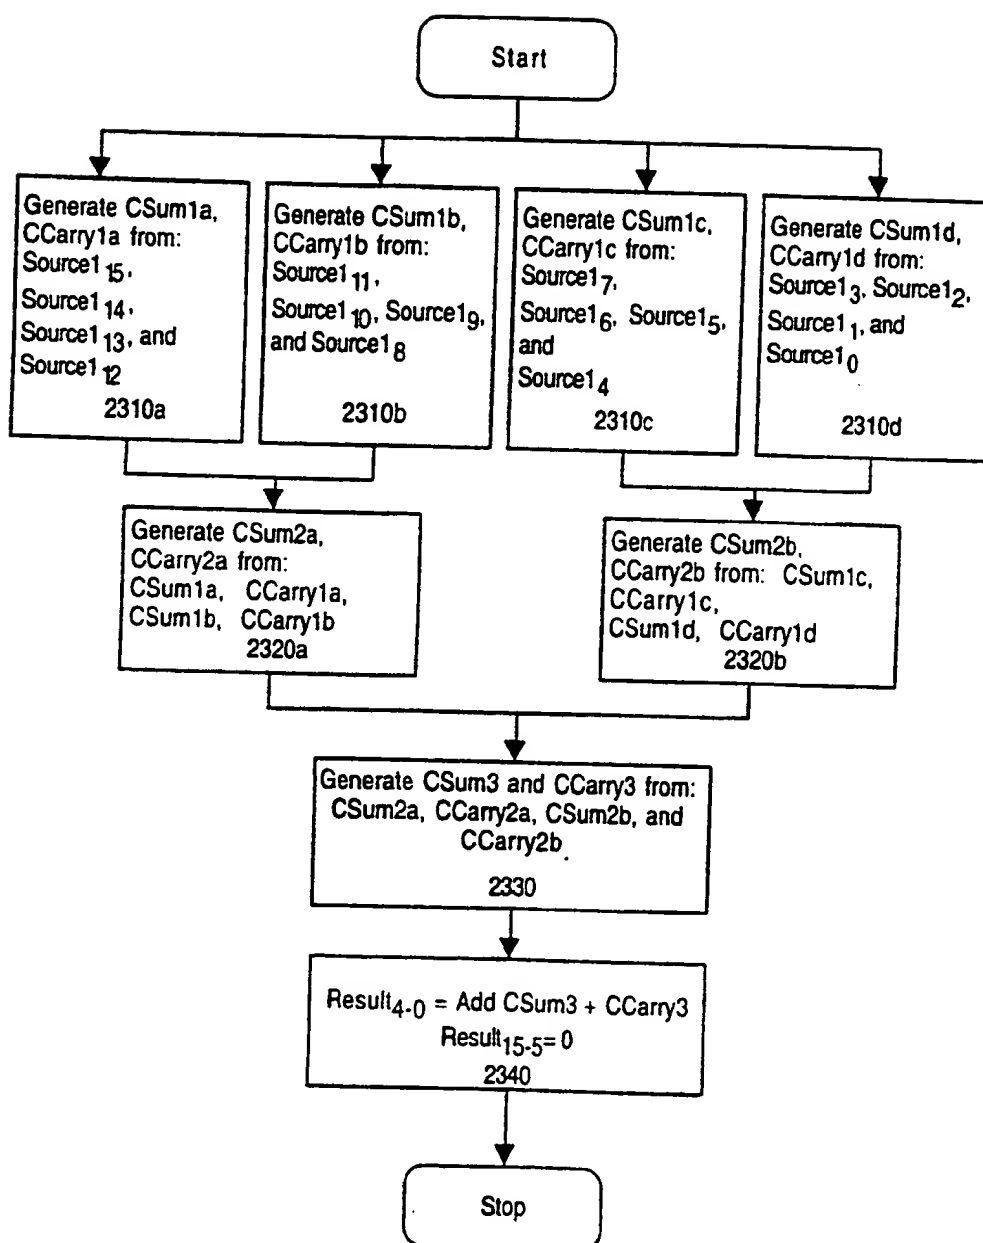 Start
Generate CSum1a,
CCarry1a from:
Source1 15,
Source1 14,
Source1 13, and
Source1 12
2310a
Generate CSum1b,
CCarry1b from:
Source1 11,
Source1 10, Source1 9,
and Source1 8
2310b
Generate CSum1c,
CCarry1c from:
Source1 7,
Source1 6, Source1 5,
and
Source1 4
2310c
Generate CSum1d,
CCarry1d from:
Source1 3, Source1 2,
Source1 1, and
Source1 0
2310d
Generate CSum2a,
CCarry2a from:
CSum1a, CCarry1a,
CSum1b, CCarry1b
2320a
Generate CSum2b,
CCarry2b from: CSum1c,
CCarry1c,
CSum1d, CCarry1d
2320b
Generate CSum3 and CCarry3 from:
CSum2a, CCarry2a, CSum2b, and
CCarry2b
2330
Result4-0 = Add CSum3 + CCarry3
Result15-5= 0
2340
Stop